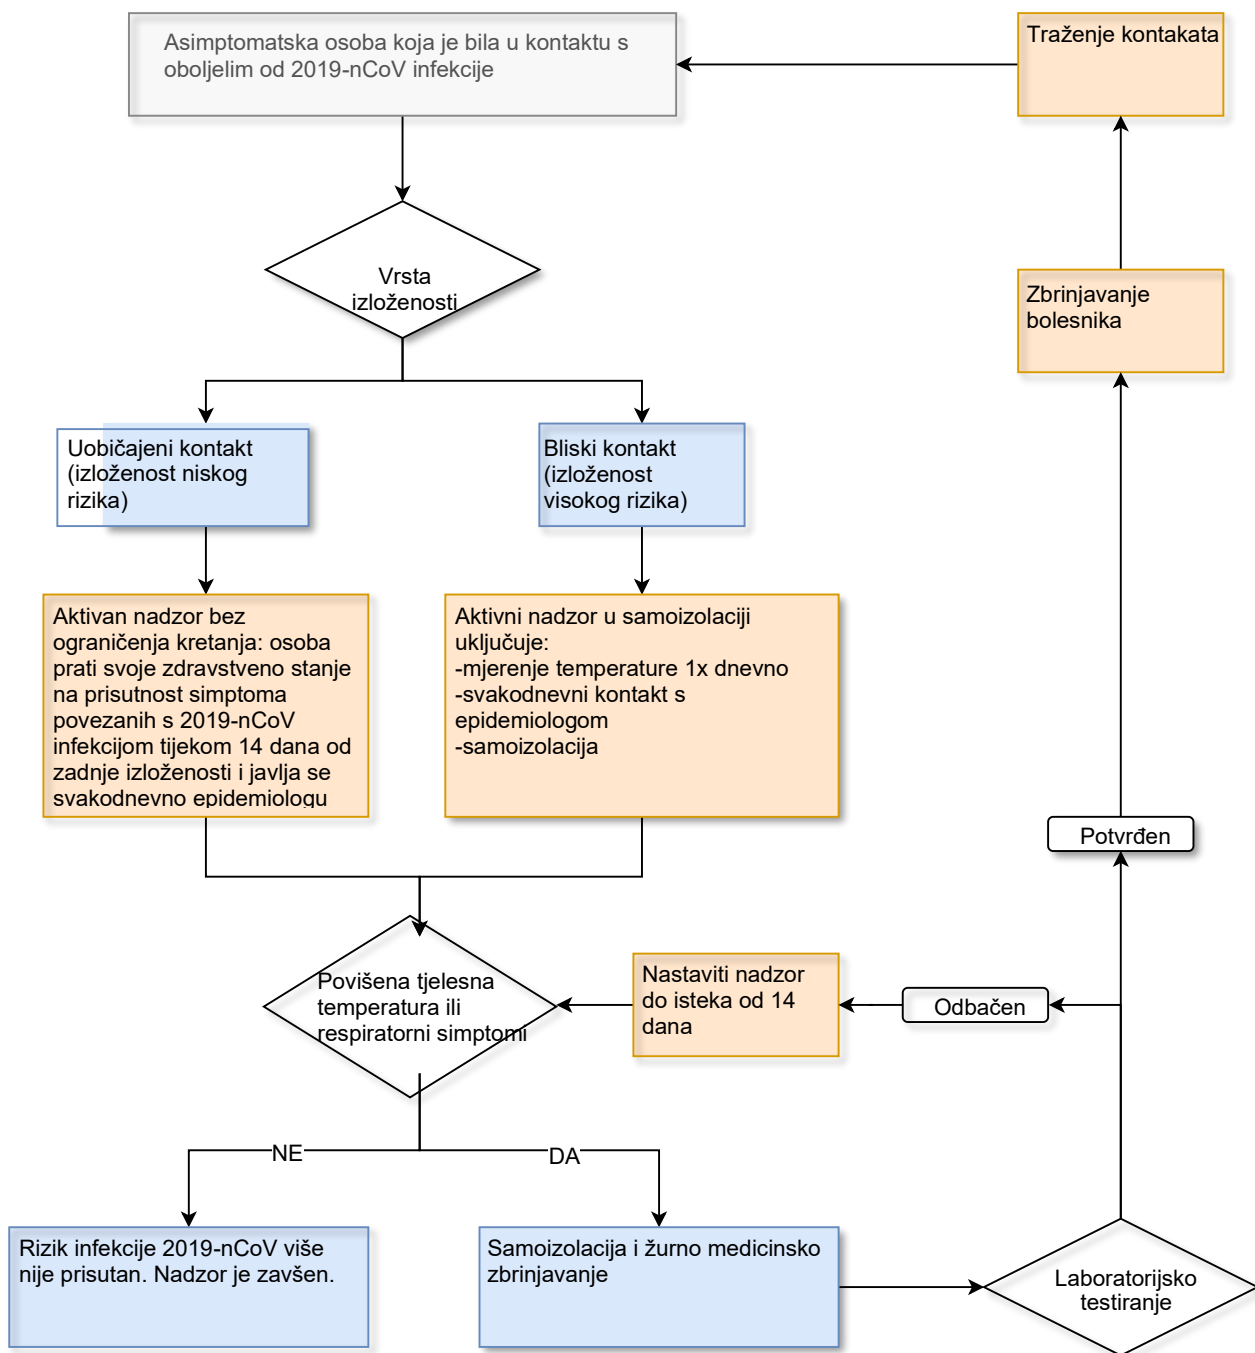 Asimptomatska osoba koja je bila u kontaktu s
oboljelim od 2019-nCoV infekcije
Traženje kontakata
Vrsta
izloženosti
Zbrinjavanje
bolesnika
Uobičajeni kontakt
(izloženost niskog
rizika)
Bliski kontakt
(izloženost
visokog rizika)
Aktivan nadzor bez
ograničenja kretanja: osoba
prati svoje zdravstveno stanje
na prisutnost simptoma
povezanih s 2019-nCoV
infekcijom tijekom 14 dana od
zadnje izloženosti i javlja se
svakodnevno epidemiologu
Aktivni nadzor u samoizolaciji
uključuje:
-mjerenje temperature 1x dnevno
-svakodnevni kontakt s
epidemiologom
-samoizolacija
Potvrđen
Povišena tjelesna
temperatura ili
respiratorni simptomi
Nastaviti nadzor
do isteka od 14
dana
Odbačen
NE
DA
Rizik infekcije 2019-nCoV više
nije prisutan. Nadzor je zavšen.
Samoizolacija i žurno medicinsko
zbrinjavanje
Laboratorijsko
testiranje